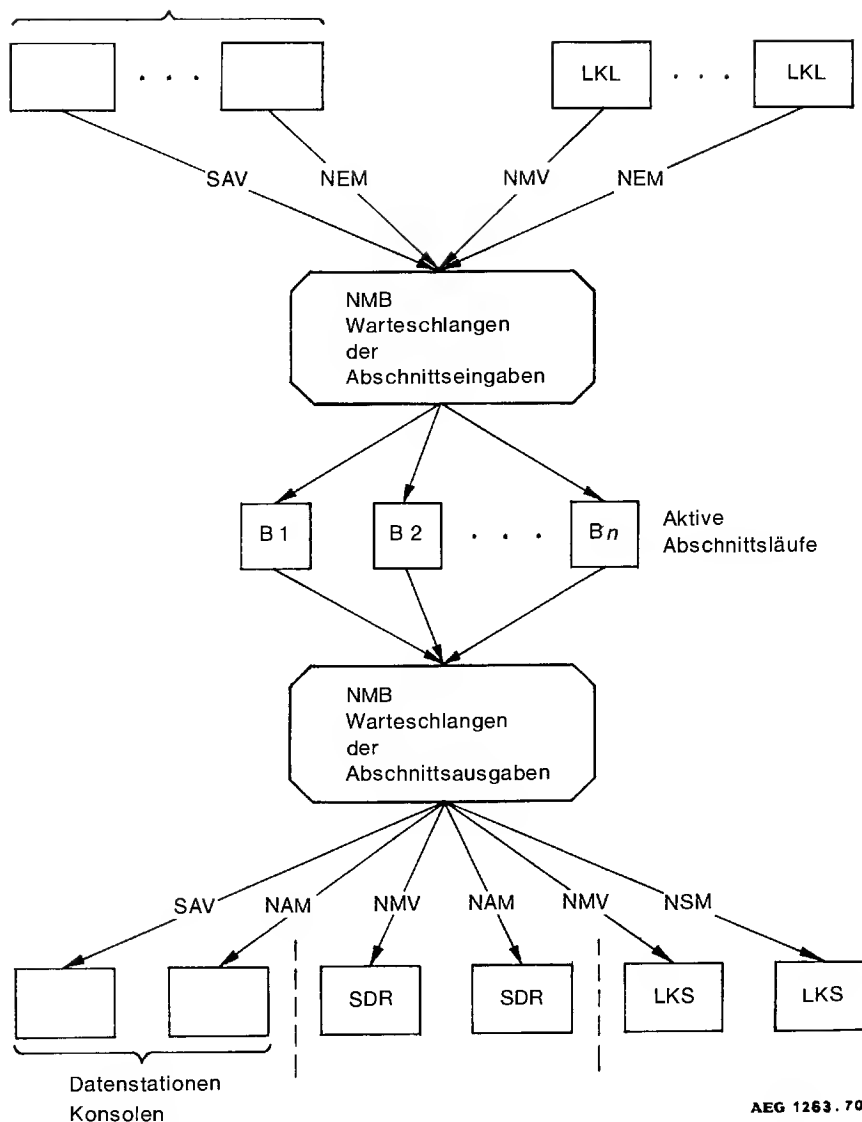 LKL . . . LKL
SAV NEM NMV NEM
NMB
Warteschlangen
der
Abschnittseingaben
B 1 B 2 . . . . Bn
Aktive
Abschnittsläufe
NMB
Warteschlangen
der
Abschnittsausgaben
SAV NAM NMV NAM NMV NSM
SDR SDR LKS LKS
Datenstationen
Konsolen
AEG 1263.70